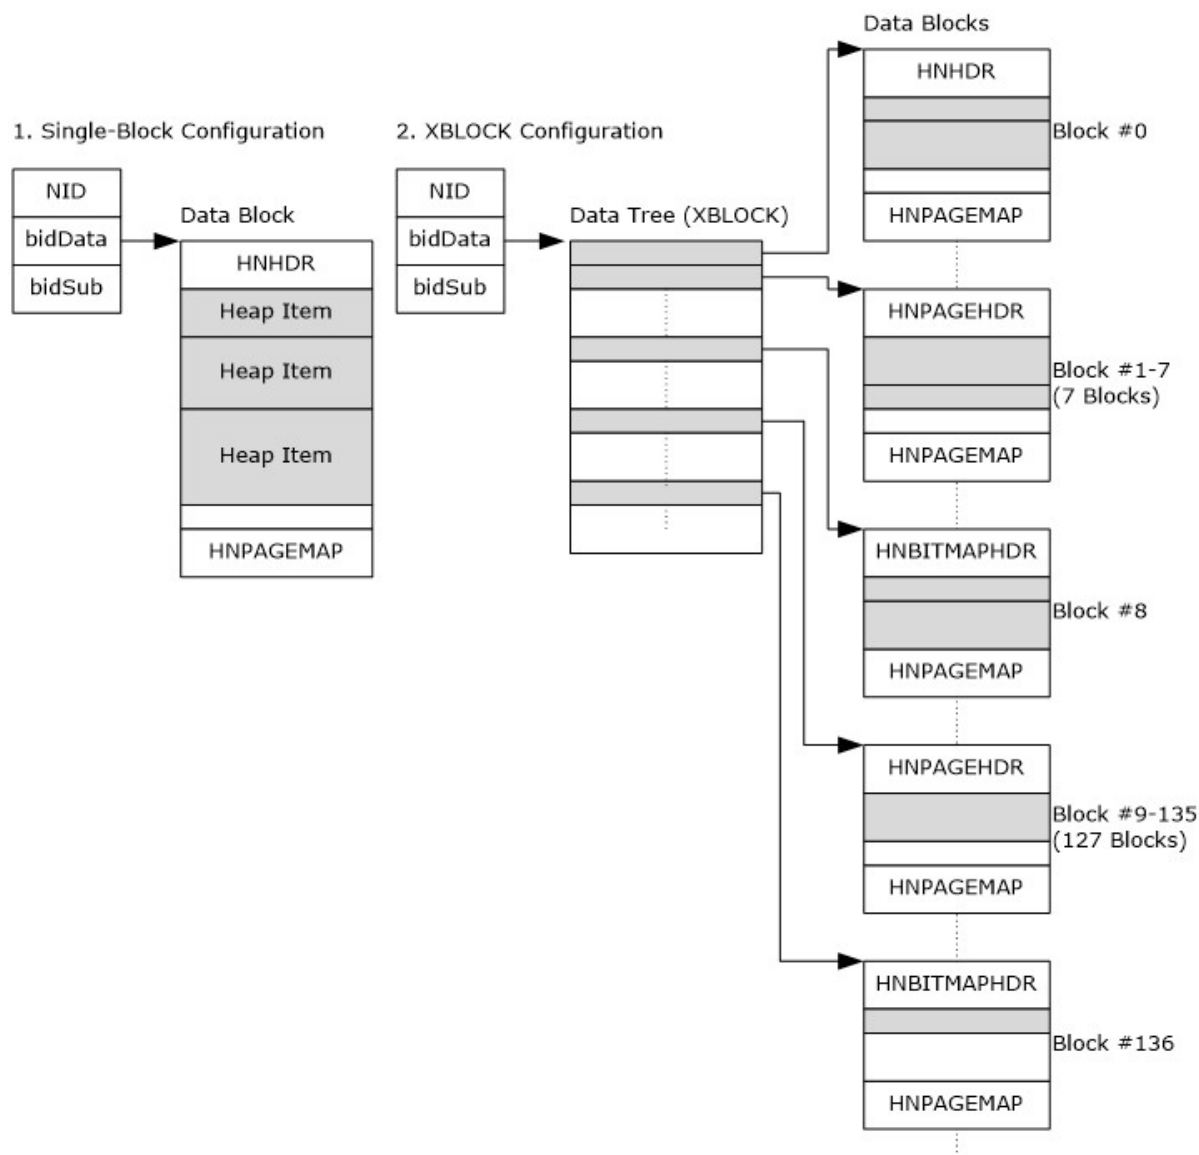 1. Single-Block Configuration
NID
bidData
bidSub
Data Block
HNHDR
Heap Item
Heap Item
Heap Item
HNPAGEMAP
2. XBLOCK Configuration
NID
bidData
bidSub
Data Tree (XBLOCK)
Data Blocks
HNHDR
HNPAGEMAP
Block #0
HNPAGEHDR
HNPAGEMAP
Block #1-7
(7 Blocks)
HNBITMAPHDR
HNPAGEMAP
Block #8
HNPAGEHDR
HNPAGEMAP
Block #9-135
(127 Blocks)
HNBITMAPHDR
HNPAGEMAP
Block #136